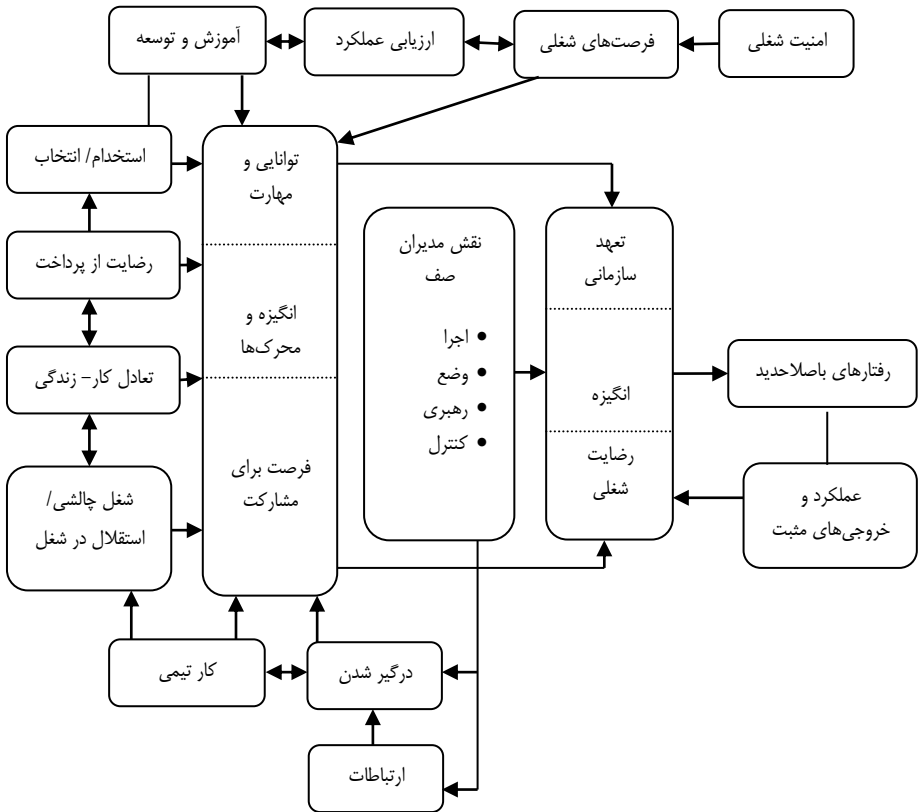 امنیت شغلی
فرصت‌های شغلی
ارزیابی عملکرد
آموزش و توسعه
استخدام/ انتخاب
رضایت از پرداخت
تعادل کار– زندگی
شغل چالشی/
استقلال در شغل
توانایی و
مهارت
انگیزه و
محرک‌ها
فرصت برای
مشارکت
نقش مدیران
صف
• اجرا
• وضع
• رهبری
• کنترل
تعهد
سازمانی
انگیزه
رضایت
شغلی
رفتارهای باصلاحدید
عملکرد و
خروجی‌های مثبت
کار تیمی
درگیر شدن
ارتباطات